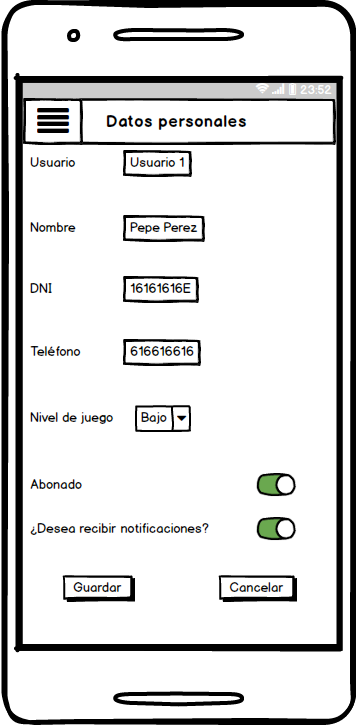 23:52
Datos personales
Usuario Usuario 1
Nombre Pepe Perez
DNI 16161616E
Teléfono 616616616
Nivel de juego Bajo
Abonado
¿Desea recibir notificaciones?
Guardar Cancelar